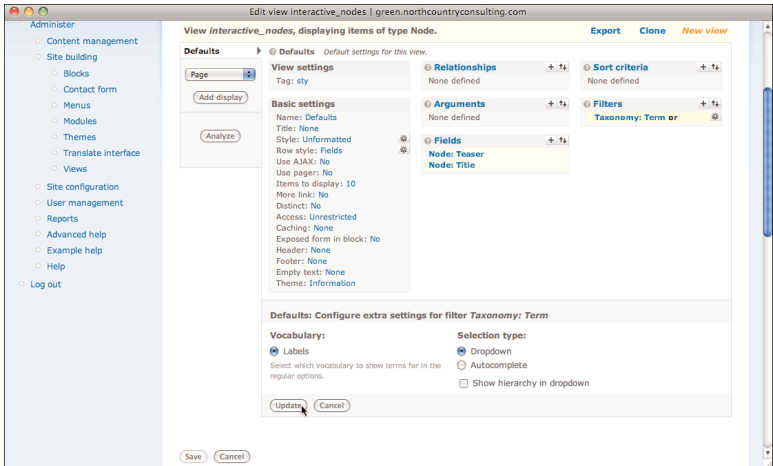 Edit view interactive_nodes | green.northcountryconsulting.com
Administer
Content management
Site building
Blocks
Contact form
Menus
Modules
Themes
Translate interface
Views
Site configuration
User management
Reports
Advanced help
Example help
Help
Log out
View interactive_nodes, displaying items of type Node.
Export Clone New view
Defaults
Page
Add display
Analyze
Defaults Default settings for this view.
View settings
Tag: sty
Basic settings
Name: Defaults
Title: None
Style: Unformatted
Row style: Fields
Use AJAX: No
Use pager: No
Items to display: 10
More link: No
Distinct: No
Access: Unrestricted
Caching: None
Exposed form in block: No
Header: None
Footer: None
Empty text: None
Theme: Information
Relationships
None defined
Arguments
None defined
Fields
Node: Teaser
Node: Title
Sort criteria
None defined
Filters
Taxonomy: Term or
Defaults: Configure extra settings for filter Taxonomy: Term
Vocabulary:
Labels
Select which vocabulary to show terms for in the
regular options.
Selection type:
Dropdown
Autocomplete
Show hierarchy in dropdown
Update Cancel
Save Cancel